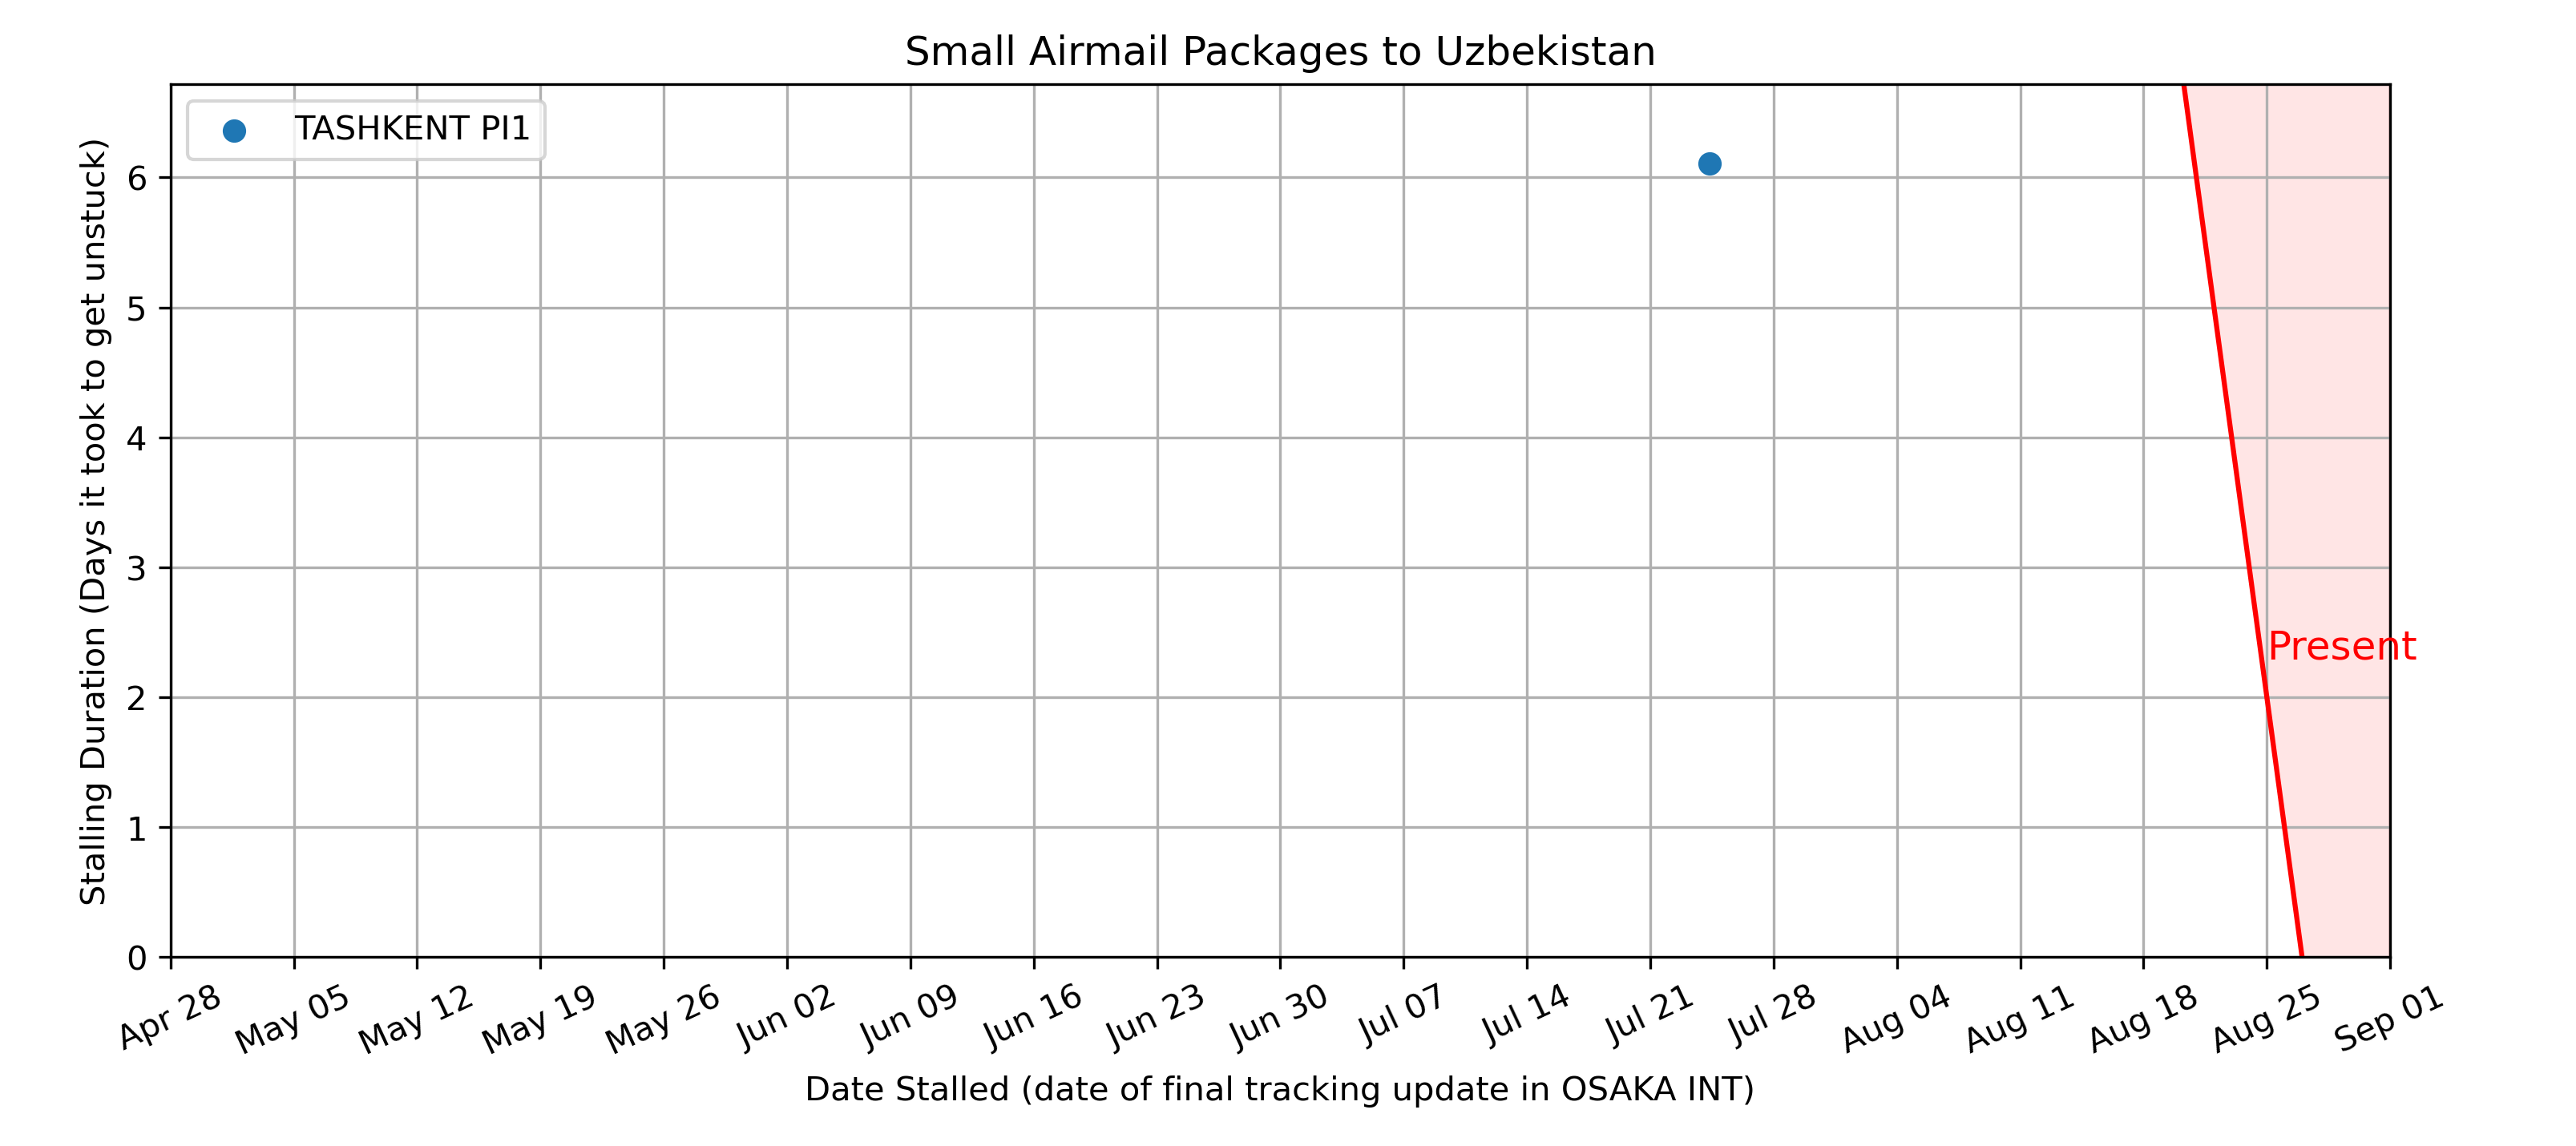 Small Airmail Packages to Uzbekistan
TASHKENT PI1
Stalling Duration (Days it took to get unstuck)
6
5
4
3
2
1
0
Present
Apr 28 May 05 May 12 May 19 May 26 Jun 02 Jun 09 Jun 16 Jun 23 Jun 30 Jul 07 Jul 14 Jul 21 Jul 28 Aug 04 Aug 11 Aug 18 Aug 25 Sep 01
Date Stalled (date of final tracking update in OSAKA INT)